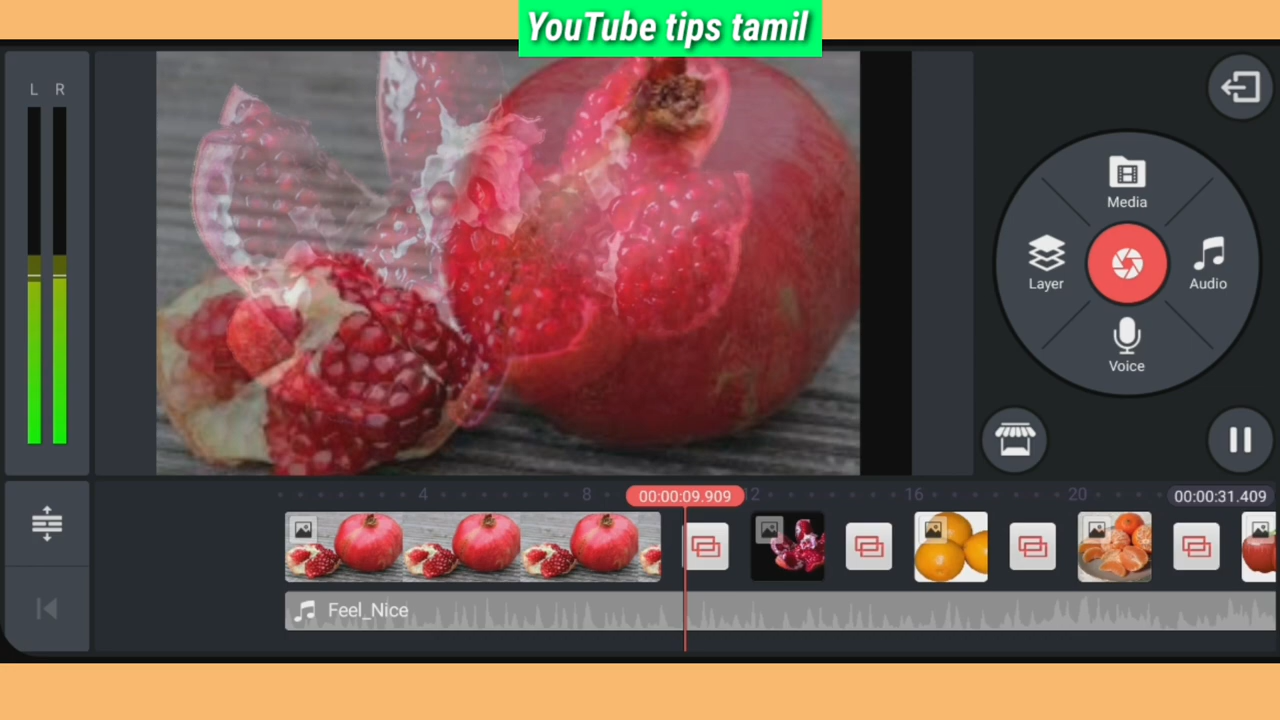 YouTube tips tamil
L R
Media
Layer
Audio
Voice
4 8 12 16 20
00:00:09.909
00:00:31.409
Feel_Nice